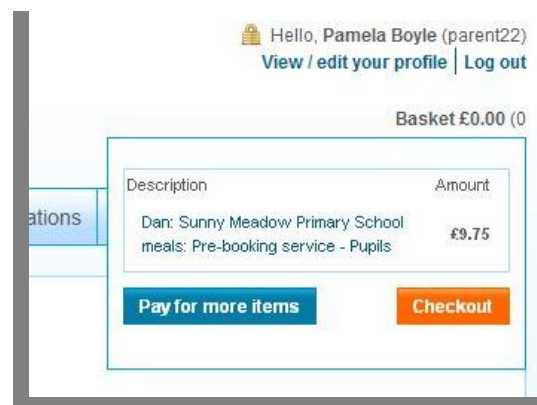 Hello, Pamela Boyle (parent22)
View / edit your profile | Log out
Basket £0.00 (0
ations
Description Amount
Dan: Sunny Meadow Primary School
meals: Pre-booking service - Pupils £9.75
Pay for more items Checkout